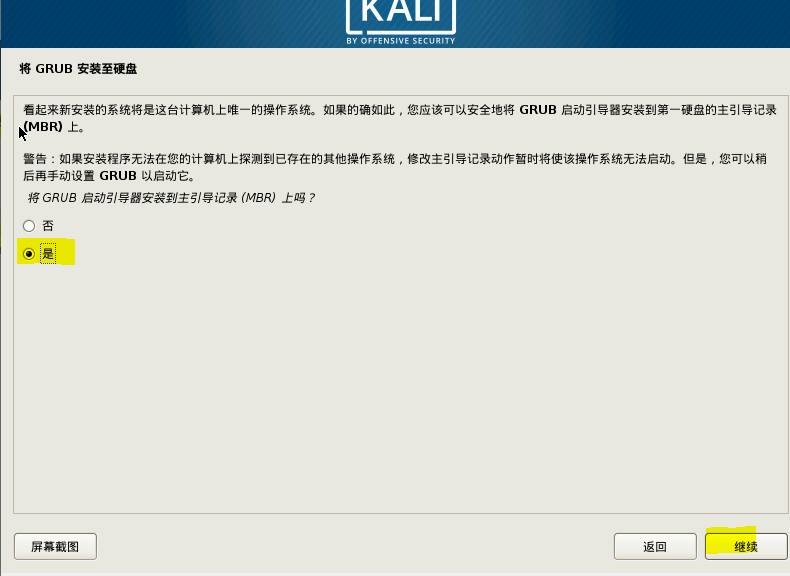 KALI
BY OFFENSIVE SECURITY
将 GRUB 安装至硬盘
看起来新安装的系统将是这台计算机上唯一的操作系统。如果的确如此，您应该可以安全地将 GRUB 启动引导器安装到第一硬盘的主引导记录
(MBR) 上。
警告：如果安装程序无法在您的计算机上探测到已存在的其他操作系统，修改主引导记录动作暂时将使该操作系统无法启动。但是，您可以稍
后再手动设置 GRUB 以启动它。
将 GRUB 启动引导器安装到主引导记录 (MBR) 上吗？
否
是
屏幕截图
返回
继续